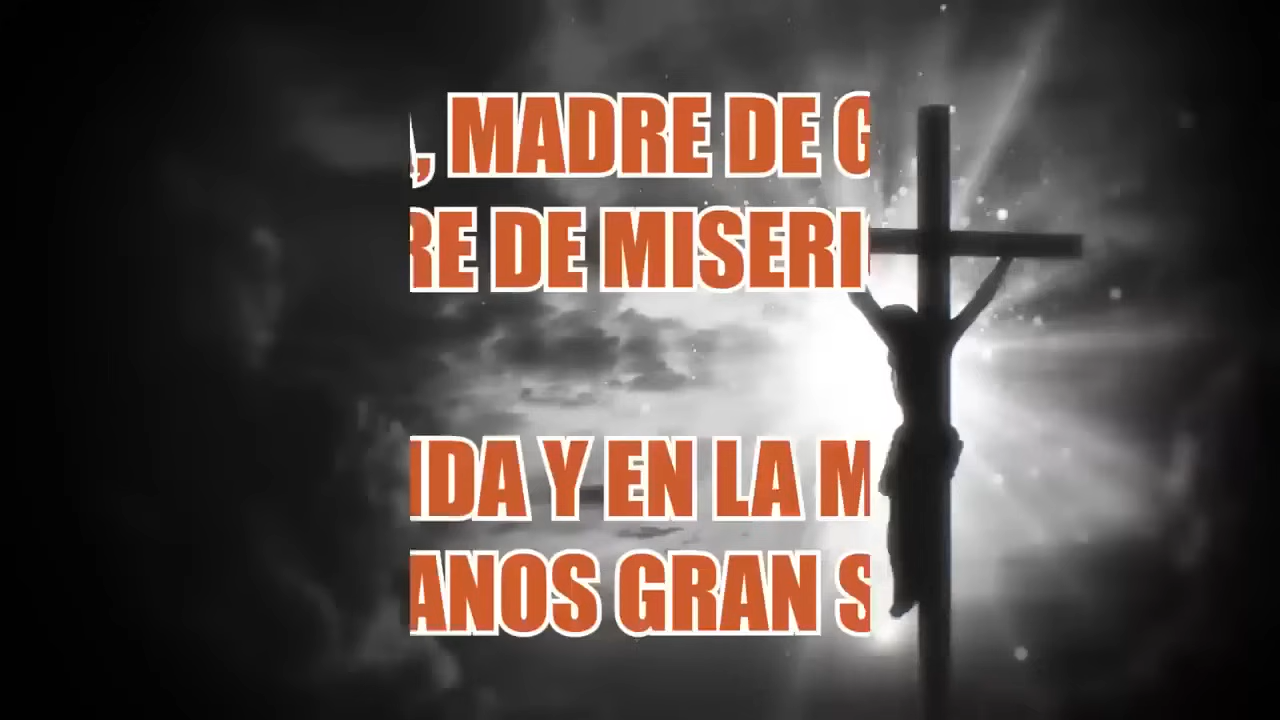 , MADRE DE G
RE DE MISERI
IDA Y EN LA M
ANOS GRAN S